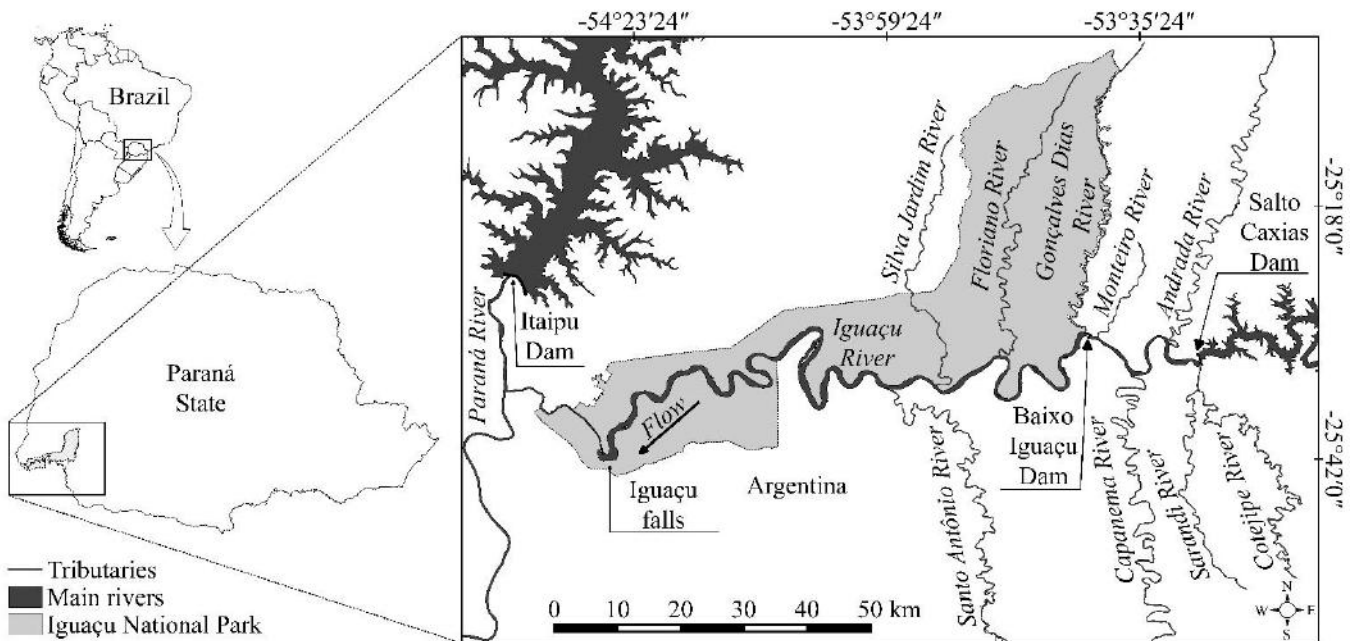 -54°23'24"
-53°59'24"
-53°35'24"
Brazil
Silva Jardim River
Floriano River
Gonçalves Dias
River
Monteiro River
Andrada River
Salto
Caxias
Dam
-25°18'0"
Paraná River
Itaipu
Dam
Iguaçu
River
Paraná
State
Flow
Baixo
Iguaçu
Dam
Santo Antônio River
Capanema River
Sarandi River
Cotejipe River
-25°42'0"
Iguaçu
falls
Argentina
Tributaries
Main rivers
Iguaçu National Park
0 10 20 30 40 50 km
N
W E
S